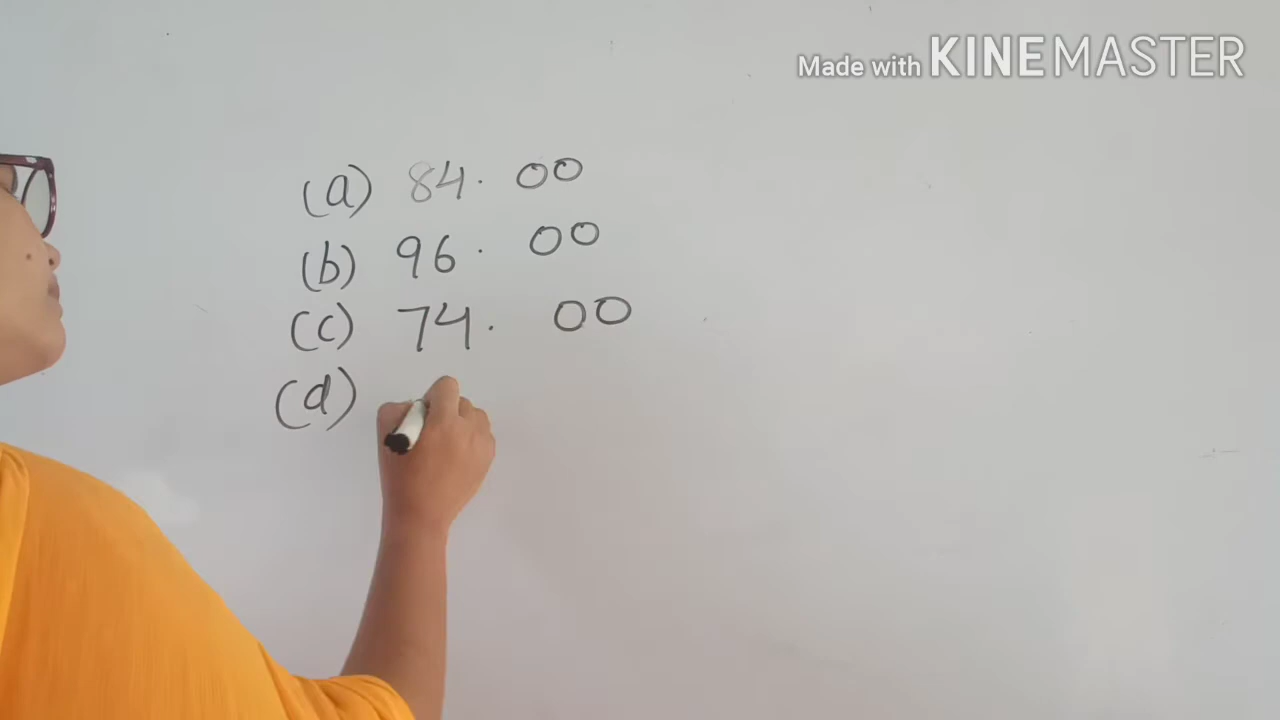 Made with KINEMASTER
(a) 84. 00
(b) 96. 00
(c) 74. 00
(d)